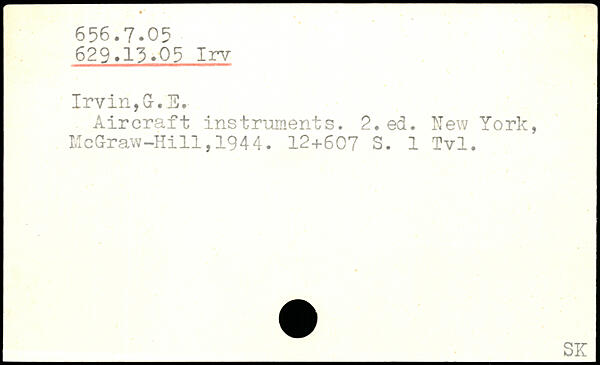 656.7.05
629.13.05 Irv
Irvin,G.E.
Aircraft instruments. 2.ed. New York,
McGraw-Hill,1944. 12+607 S. 1 Tvl.
SK